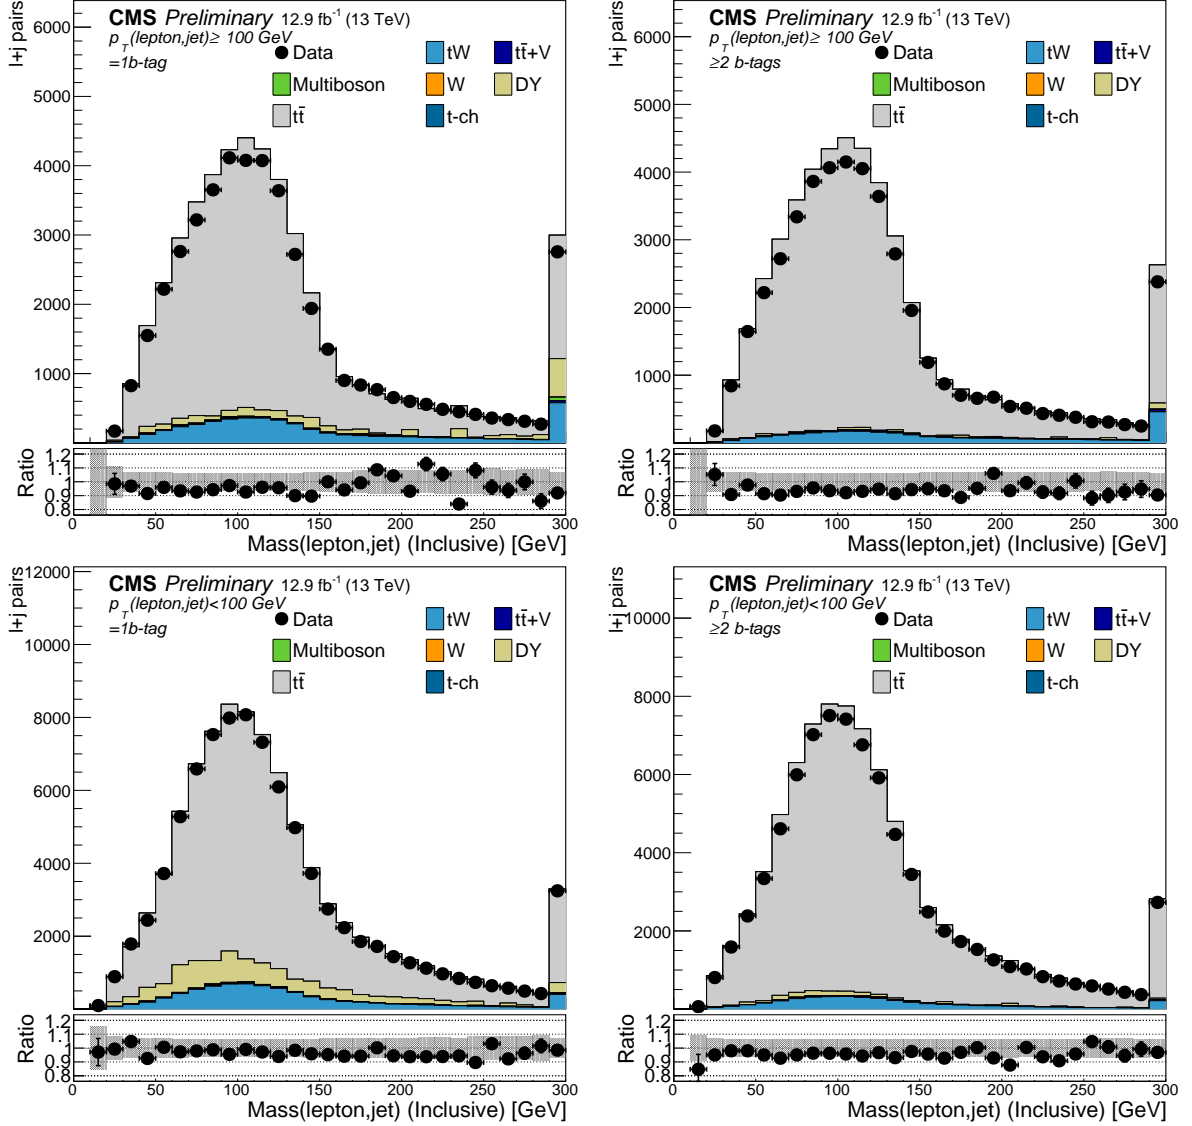 l+j pairs
6000
5000
4000
3000
2000
1000
CMS Preliminary 12.9 fb-1 (13 TeV)
p_T(lepton,jet)≥ 100 GeV
=1b-tag
Data
Multiboson
tt̄
tW
W
t-ch
tt̄+V
DY
Ratio
1.2
1.1
1
0.9
0.8
0 50 100 150 200 250 300
Mass(lepton,jet) (Inclusive) [GeV]
l+j pairs
6000
5000
4000
3000
2000
1000
CMS Preliminary 12.9 fb-1 (13 TeV)
p_T(lepton,jet)≥ 100 GeV
≥2 b-tags
Data
Multiboson
tt̄
tW
W
t-ch
tt̄+V
DY
Ratio
1.2
1.1
1
0.9
0.8
0 50 100 150 200 250 300
Mass(lepton,jet) (Inclusive) [GeV]
l+j pairs
12000
10000
8000
6000
4000
2000
CMS Preliminary 12.9 fb-1 (13 TeV)
p_T(lepton,jet)<100 GeV
=1b-tag
Data
Multiboson
tt̄
tW
W
t-ch
tt̄+V
DY
Ratio
1.2
1.1
1
0.9
0.8
0 50 100 150 200 250 300
Mass(lepton,jet) (Inclusive) [GeV]
l+j pairs
10000
8000
6000
4000
2000
CMS Preliminary 12.9 fb-1 (13 TeV)
p_T(lepton,jet)<100 GeV
≥2 b-tags
Data
Multiboson
tt̄
tW
W
t-ch
tt̄+V
DY
Ratio
1.2
1.1
1
0.9
0.8
0 50 100 150 200 250 300
Mass(lepton,jet) (Inclusive) [GeV]